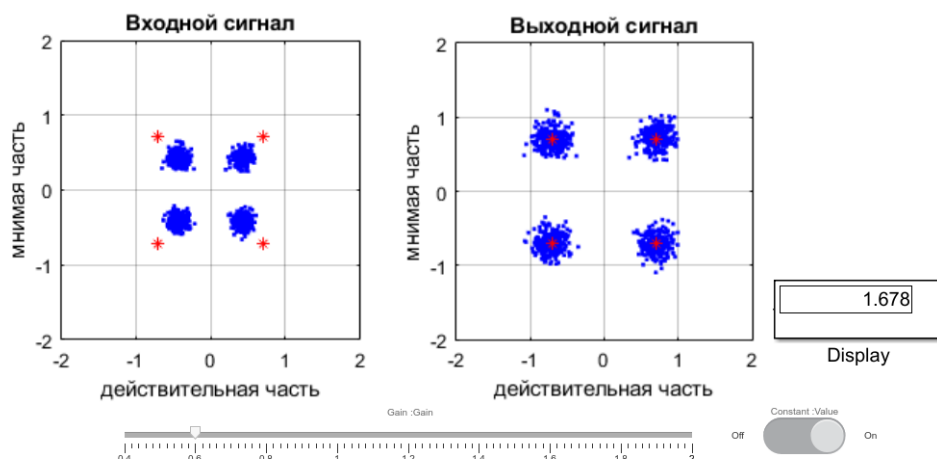 Входной сигнал
2
1
0
-1
-2
-2 -1 0 1 2
мнимая часть
действительная часть
Выходной сигнал
2
1
0
-1
-2
-2 -1 0 1 2
мнимая часть
действительная часть
1.678
Display
Gain :Gain
0.4 0.6 0.8 1 1.2 1.4 1.6 1.8 2
Constant :Value
Off On